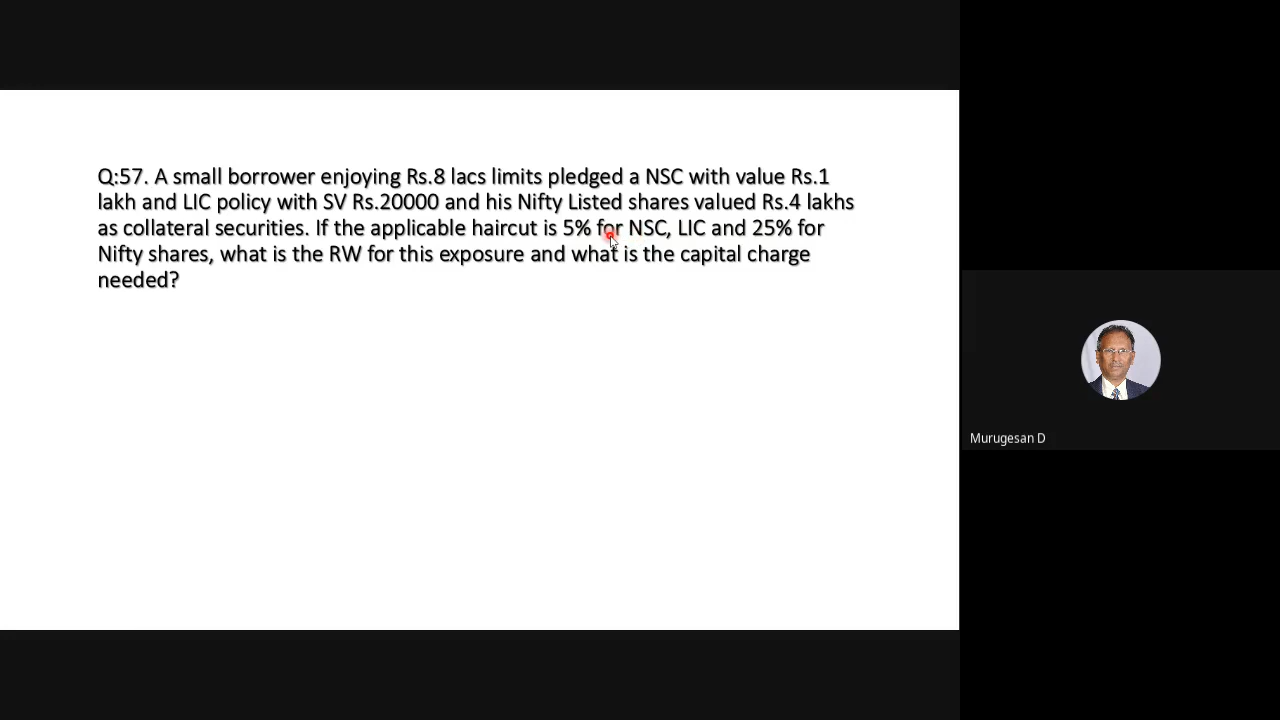 Q:57. A small borrower enjoying Rs.8 lacs limits pledged a NSC with value Rs.1
lakh and LIC policy with SV Rs.20000 and his Nifty Listed shares valued Rs.4 lakhs
as collateral securities. If the applicable haircut is 5% for NSC, LIC and 25% for
Nifty shares, what is the RW for this exposure and what is the capital charge
needed?
Murugesan D